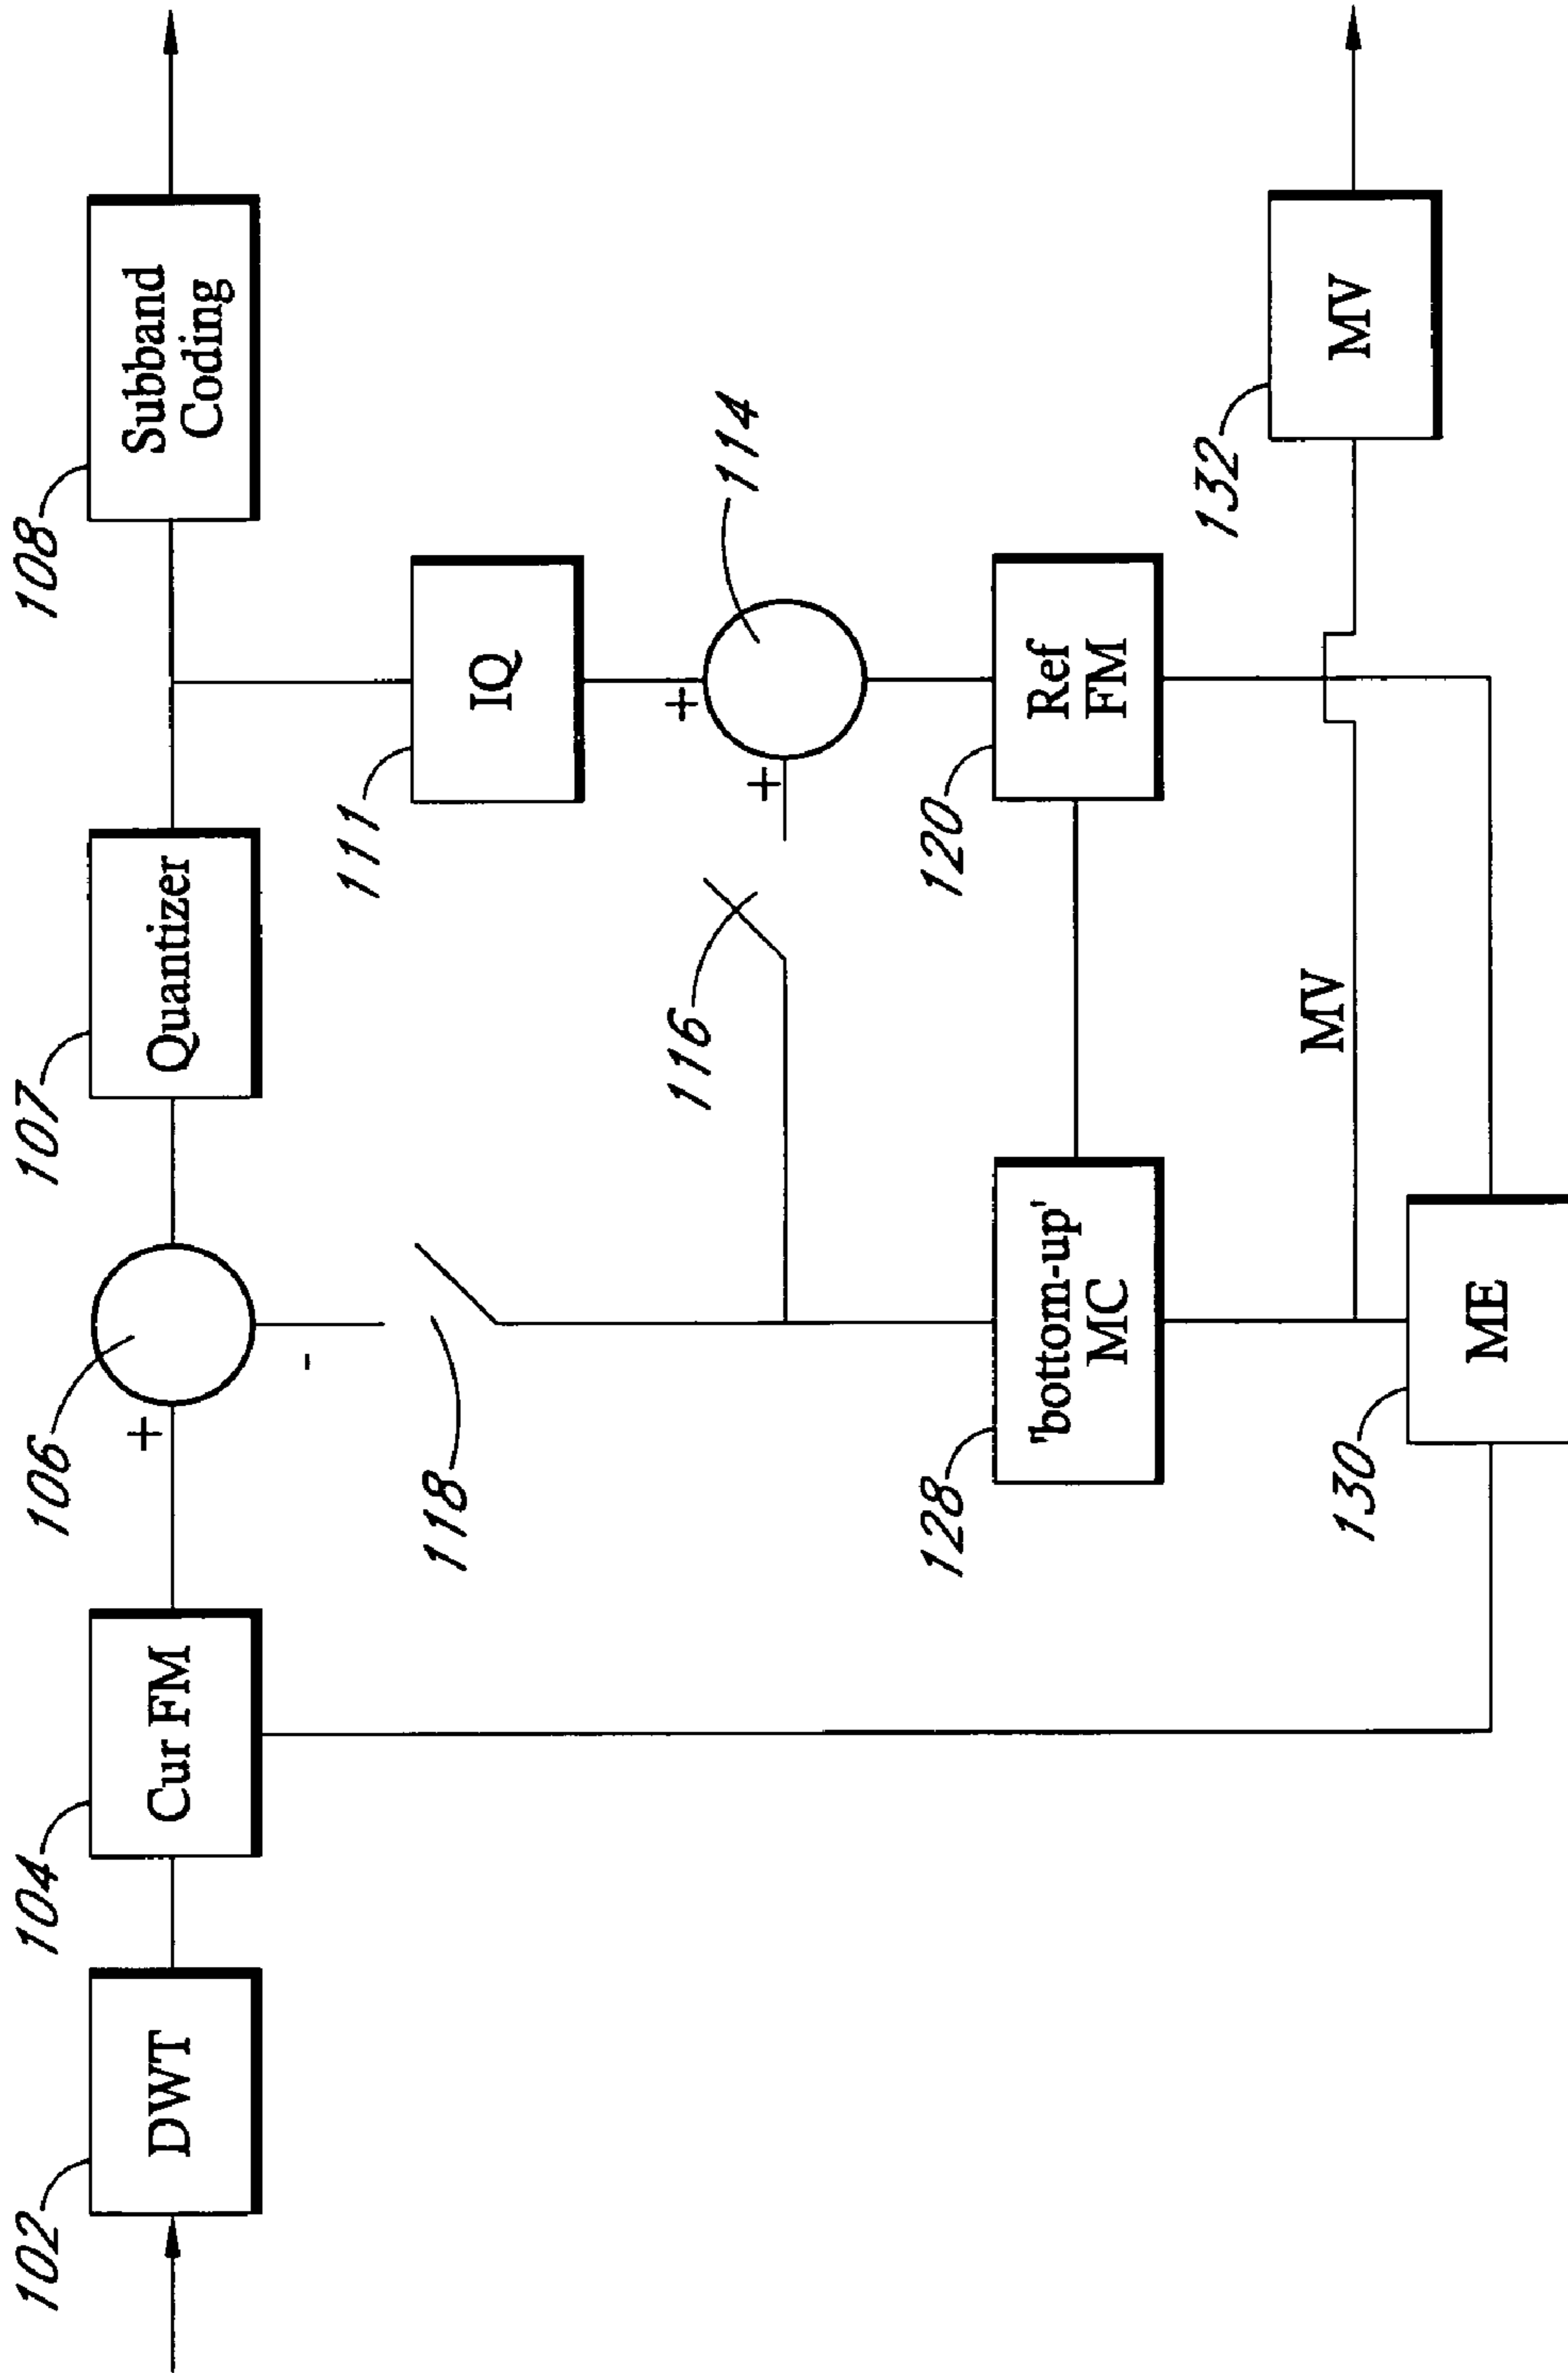 102
DWT
104
Cur FM
106
+
-
107
Quantizer
108
Subband
Coding
118
116
111
IQ
+
+
114
128
'bottom-up'
MC
120
Ref
FM
MV
130
ME
132
MV